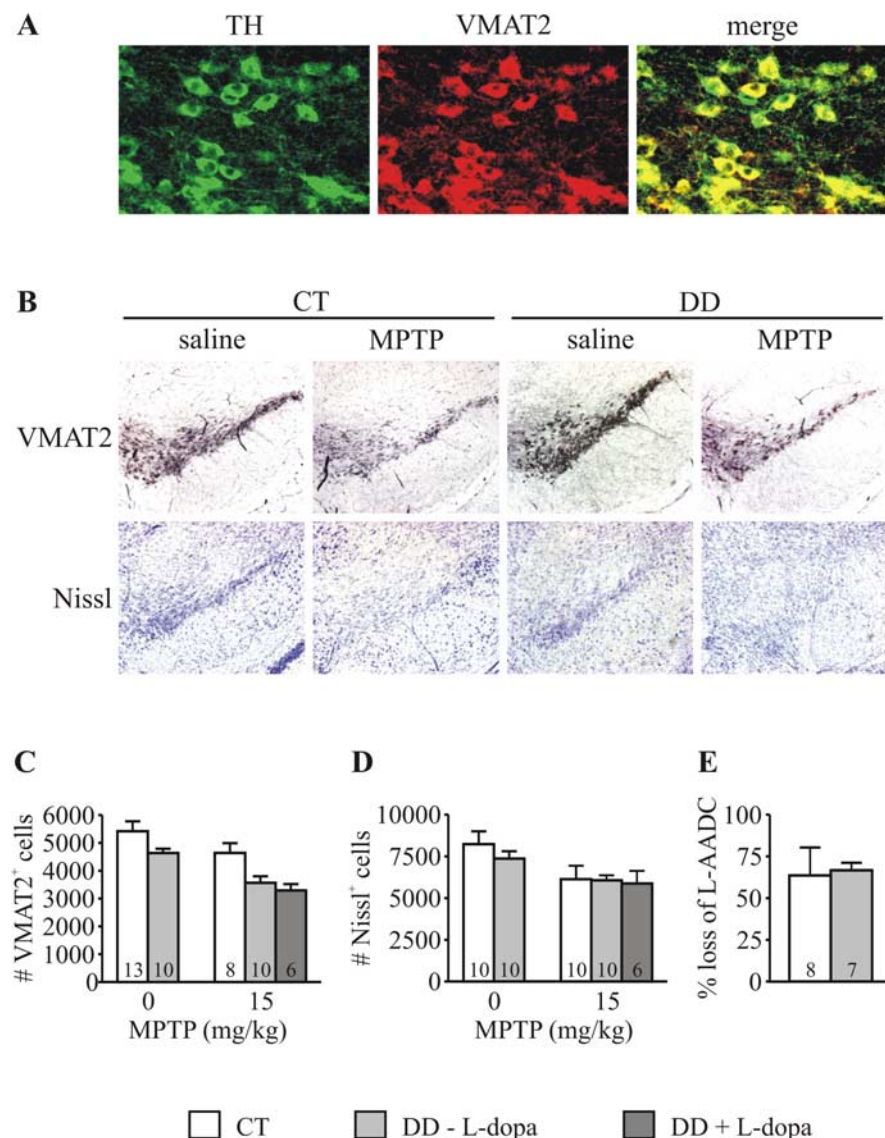 A
TH VMAT2 merge
B
CT DD
saline MPTP saline MPTP
VMAT2
Nissl
C
# VMAT2⁺ cells
6000
5000
4000
3000
2000
1000
0
13 10 8 10 6
0 15
MPTP (mg/kg)
D
# Nissl⁺ cells
10000
7500
5000
2500
0
10 10 10 10 6
0 15
MPTP (mg/kg)
E
% loss of L-AADC
100
75
50
25
0
8 7
CT DD - L-dopa DD + L-dopa